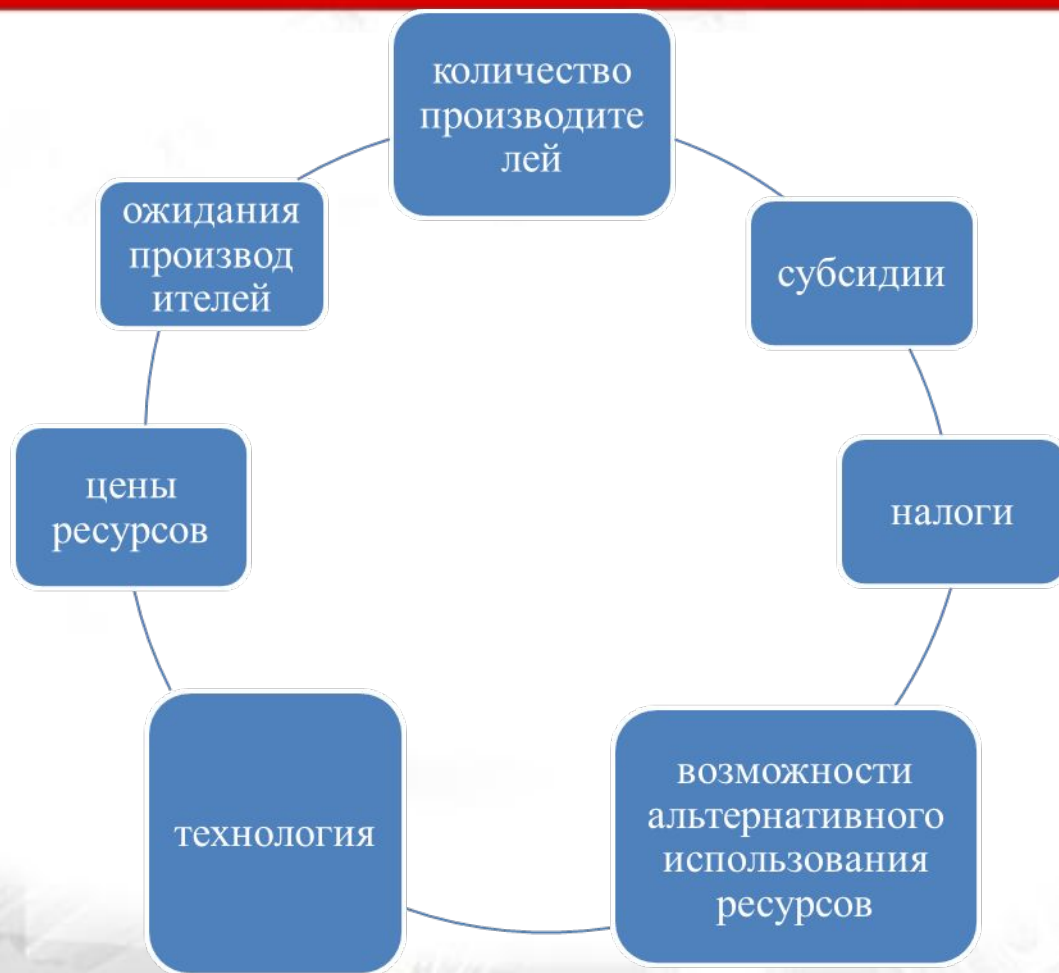 количество
производите
лей
субсидии
налоги
возможности
альтернативного
использования
ресурсов
технология
цены
ресурсов
ожидания
производ
ителей